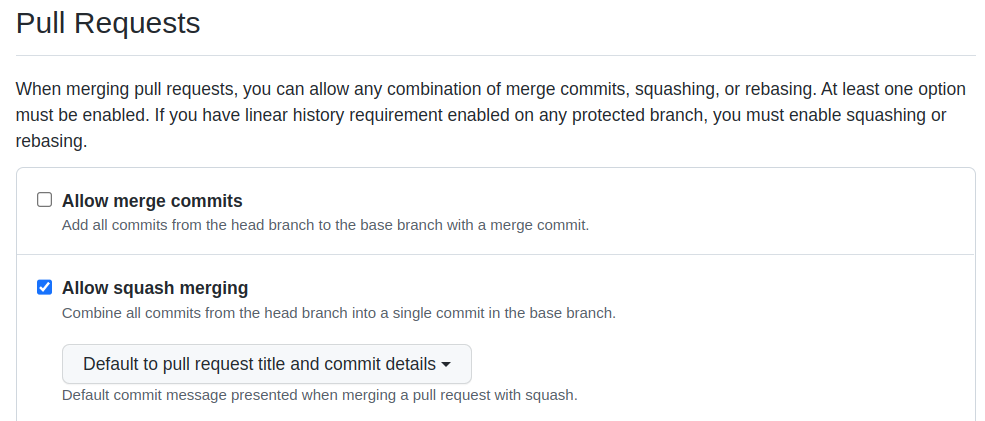 Pull Requests
When merging pull requests, you can allow any combination of merge commits, squashing, or rebasing. At least one option
must be enabled. If you have linear history requirement enabled on any protected branch, you must enable squashing or
rebasing.
Allow merge commits
Add all commits from the head branch to the base branch with a merge commit.
Allow squash merging
Combine all commits from the head branch into a single commit in the base branch.
Default to pull request title and commit details
Default commit message presented when merging a pull request with squash.